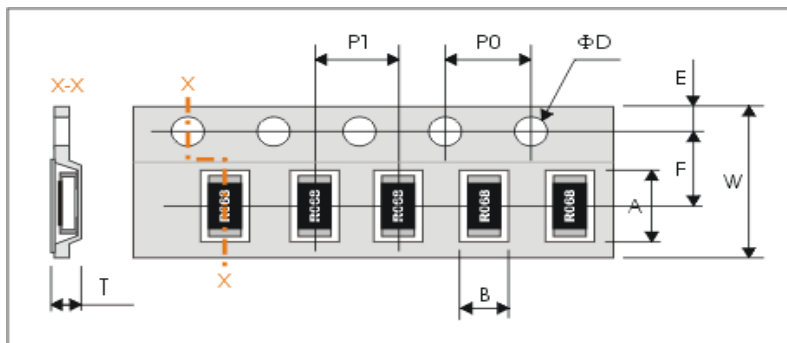 P1 P0 ΦD
X-X X E
F W
R068 R068 R068 R068 R068 A
T X B